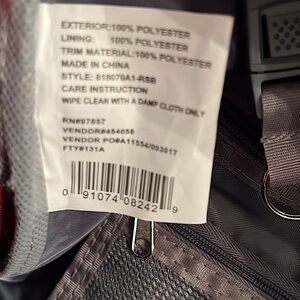 EXTERIOR:100% POLYESTER
LINING: 100% POLYESTER
TRIM MATERIAL:100% POLYESTER
MADE IN CHINA
STYLE: 818070A1-RSB
CARE INSTRUCTION
WIPE CLEAN WITH A DAMP CLOTH ONLY
RN#97857
VENDOR#484058
VENDOR PO#A11554/093017
FTY#131A
0 91074 08242 9